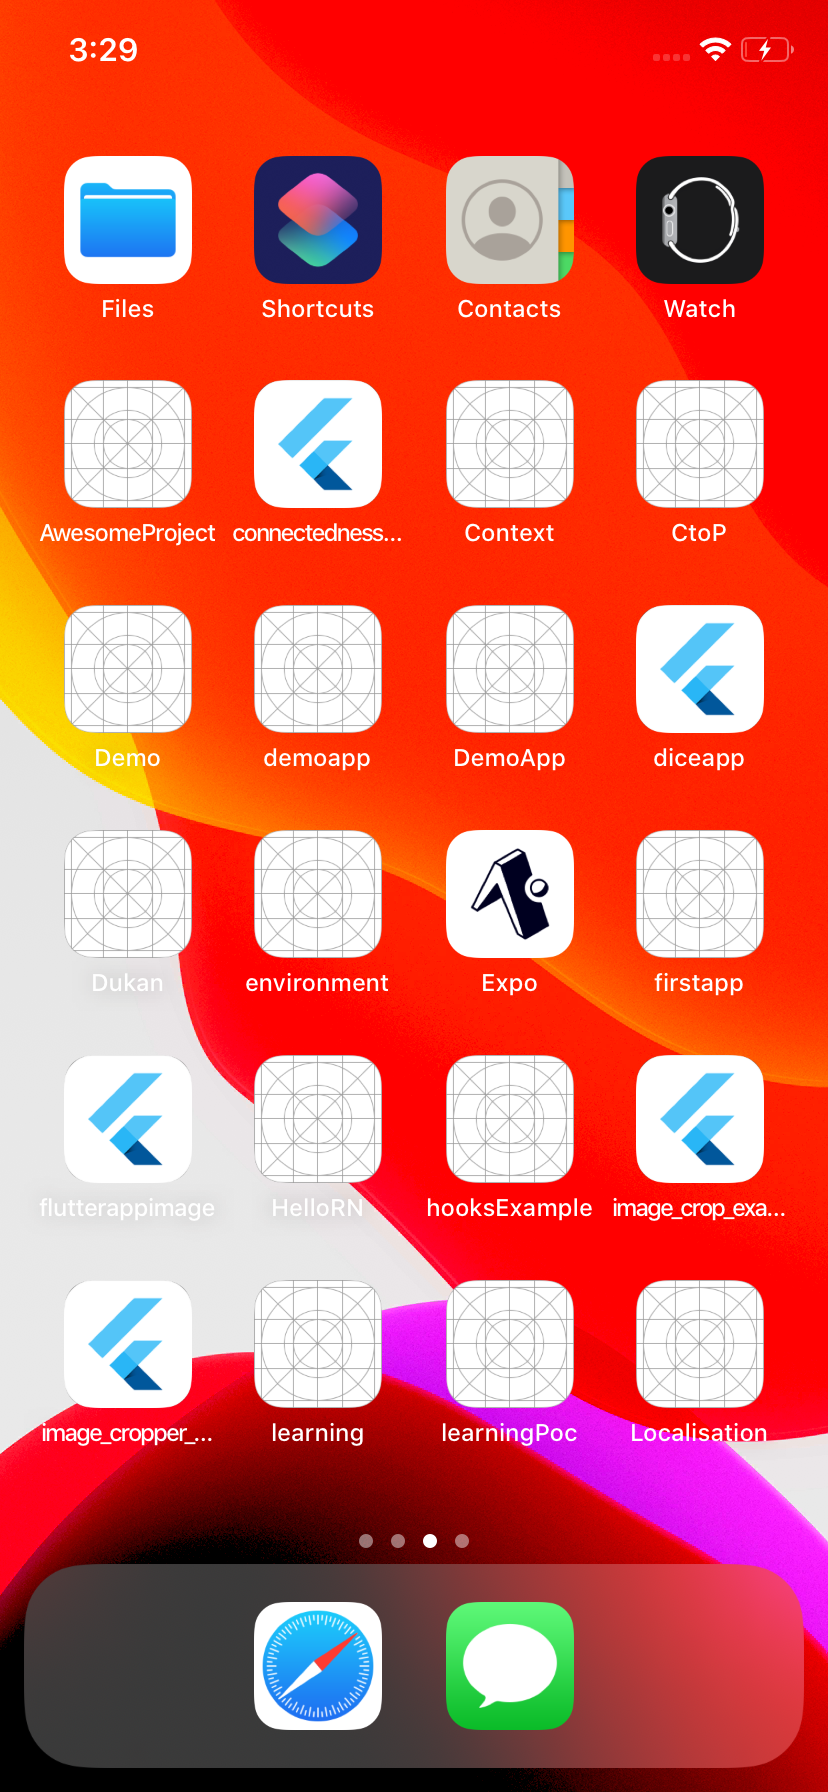 3:29
Files Shortcuts Contacts Watch
AwesomeProject connectedness... Context CtoP
Demo demoapp DemoApp diceapp
Dukan environment Expo firstapp
flutterappimage HelloRN hooksExample image_crop_exa...
image_cropper_... learning learningPoc Localisation